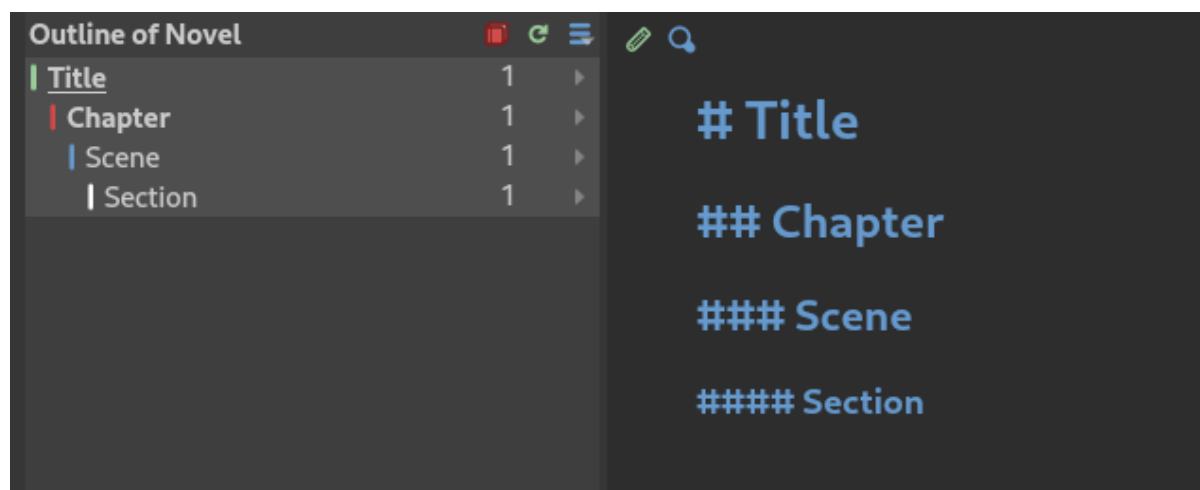 Outline of Novel
Title 1
Chapter 1
Scene 1
Section 1
# Title
## Chapter
### Scene
#### Section